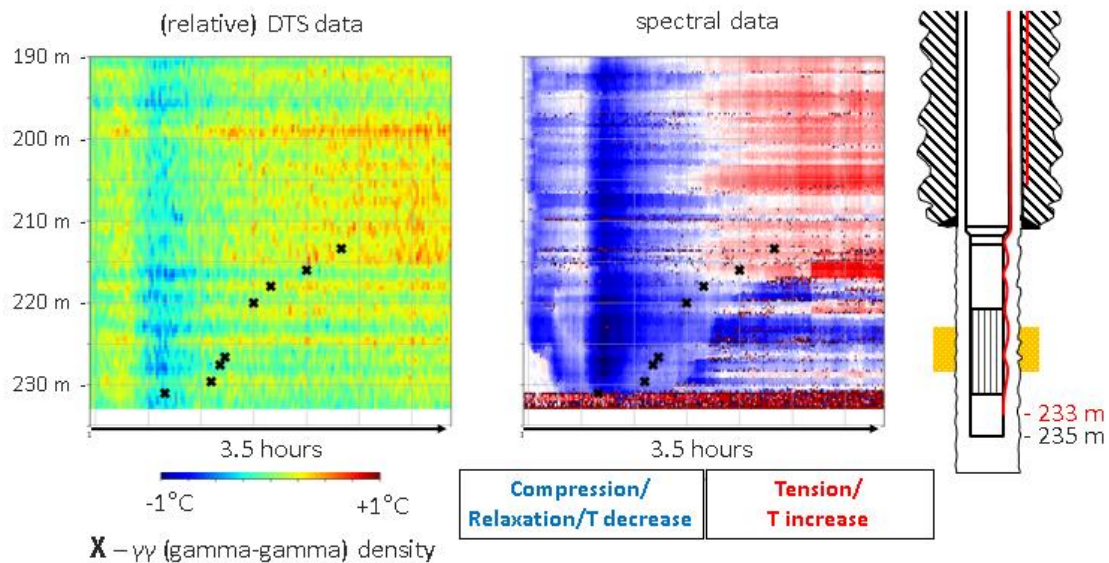 (relative) DTS data
spectral data
190 m -
200 m -
210 m -
220 m -
230 m -
- 233 m
- 235 m
3.5 hours
3.5 hours
-1°C
+1°C
Compression/
Relaxation/T decrease
Tension/
T increase
X – γγ (gamma-gamma) density